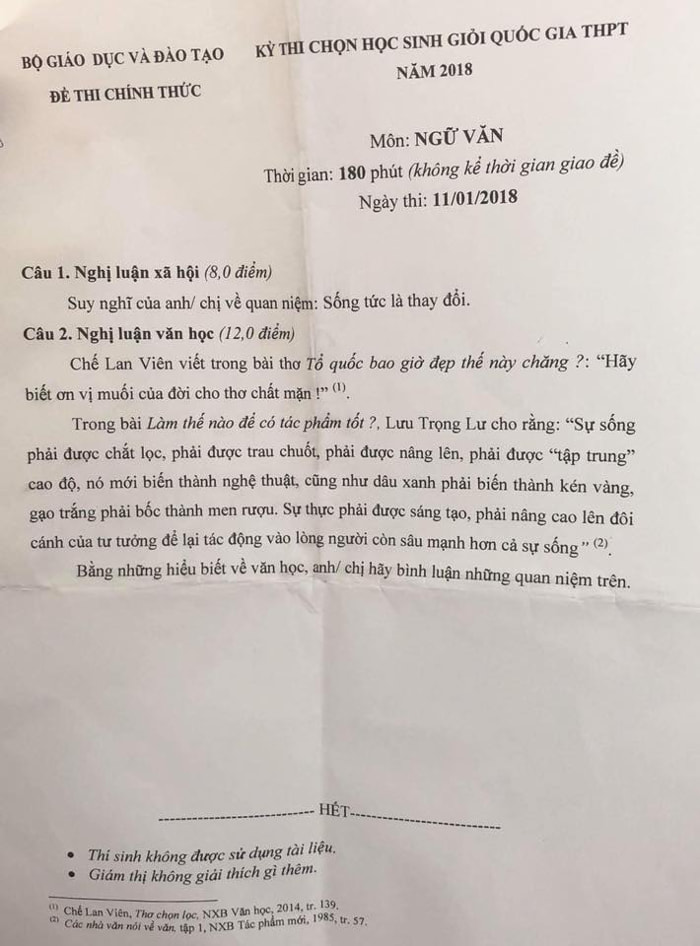 BỘ GIÁO DỤC VÀ ĐÀO TẠO
ĐỀ THI CHÍNH THỨC
KỲ THI CHỌN HỌC SINH GIỎI QUỐC GIA THPT
NĂM 2018
Môn: NGỮ VĂN
Thời gian: 180 phút (không kể thời gian giao đề)
Ngày thi: 11/01/2018
Câu 1. Nghị luận xã hội (8,0 điểm)
Suy nghĩ của anh/ chị về quan niệm: Sống tức là thay đổi.
Câu 2. Nghị luận văn học (12,0 điểm)
Chế Lan Viên viết trong bài thơ Tổ quốc bao giờ đẹp thế này chăng ?: “Hãy
biết ơn vị muối của đời cho thơ chất mặn !” (1).
Trong bài Làm thế nào để có tác phẩm tốt ?, Lưu Trọng Lư cho rằng: “Sự sống
phải được chắt lọc, phải được trau chuốt, phải được nâng lên, phải được “tập trung”
cao độ, nó mới biến thành nghệ thuật, cũng như dâu xanh phải biến thành kén vàng,
gạo trắng phải bốc thành men rượu. Sự thực phải được sáng tạo, phải nâng cao lên đôi
cánh của tư tưởng để lại tác động vào lòng người còn sâu mạnh hơn cả sự sống” (2).
Bằng những hiểu biết về văn học, anh/ chị hãy bình luận những quan niệm trên.
---------------------------- HẾT----------------------------
• Thí sinh không được sử dụng tài liệu.
• Giám thị không giải thích gì thêm.
(1) Chế Lan Viên, Thơ chọn lọc, NXB Văn học, 2014, tr. 139.
(2) Các nhà văn nói về văn, tập 1, NXB Tác phẩm mới, 1985, tr. 57.